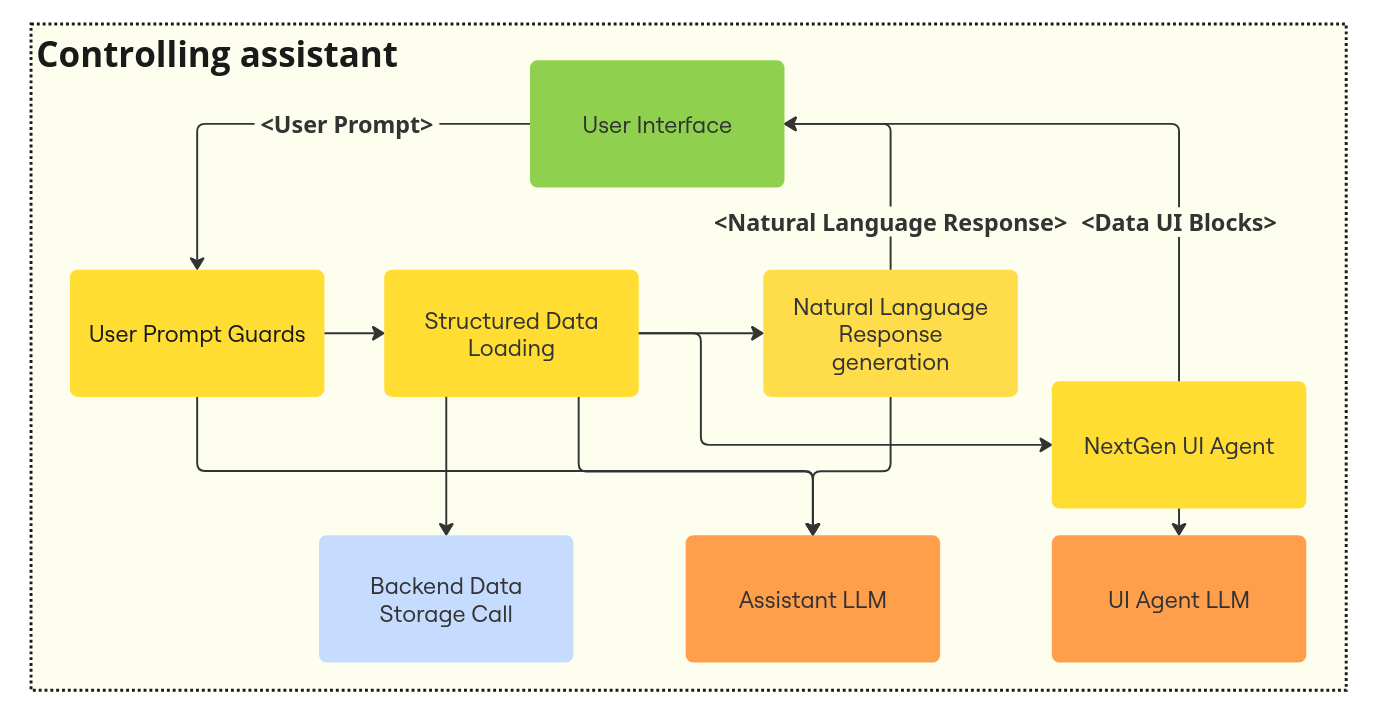 Controlling assistant
<User Prompt>
User Interface
<Natural Language Response>
<Data UI Blocks>
User Prompt Guards
Structured Data
Loading
Natural Language
Response
generation
NextGen UI Agent
Backend Data
Storage Call
Assistant LLM
UI Agent LLM